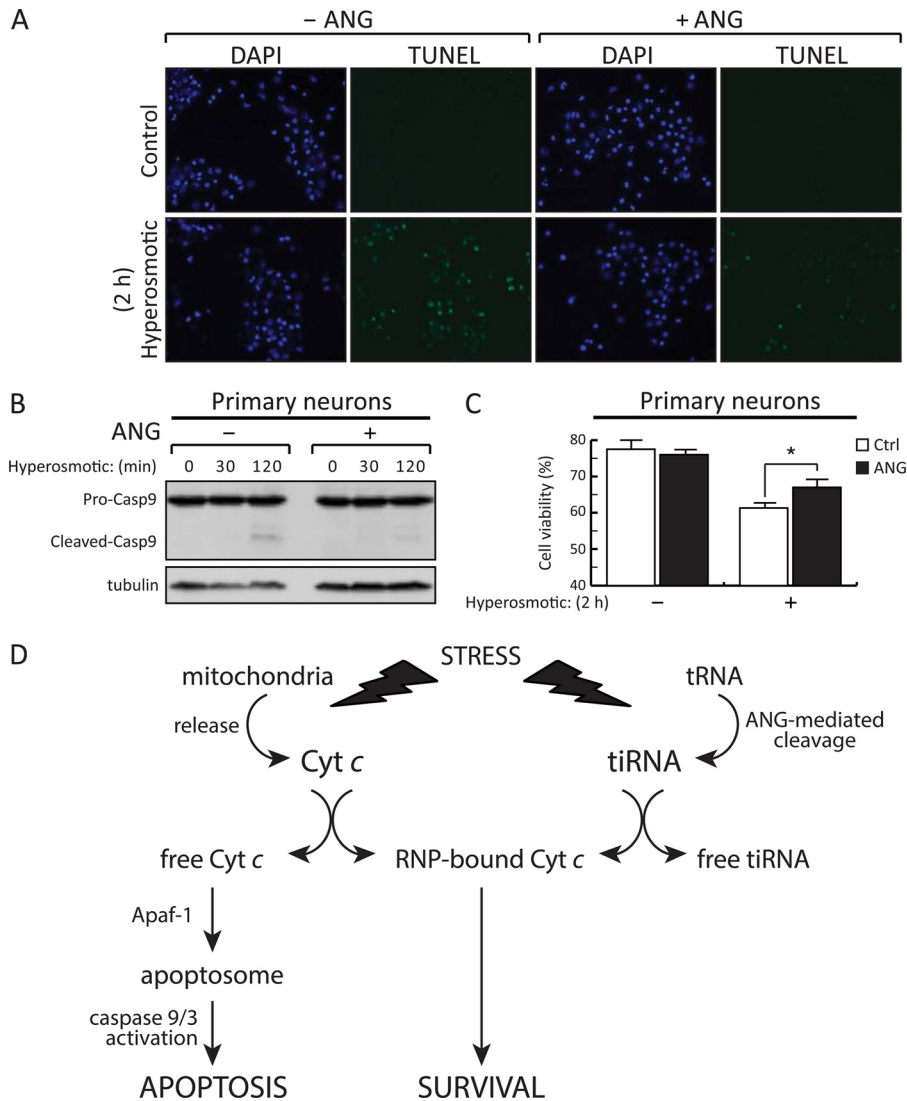 A
− ANG
+ ANG
DAPI
TUNEL
DAPI
TUNEL
Control
(2 h)
Hyperosmotic
B
Primary neurons
ANG
−
+
Hyperosmotic: (min)
0
30
120
0
30
120
Pro-Casp9
Cleaved-Casp9
tubulin
C
Primary neurons
Cell viability (%)
80
70
60
50
40
*
Ctrl
ANG
Hyperosmotic: (2 h)
−
+
D
STRESS
mitochondria
tRNA
release
ANG-mediated
cleavage
Cyt c
tiRNA
free Cyt c
RNP-bound Cyt c
free tiRNA
Apaf-1
apoptosome
caspase 9/3
activation
APOPTOSIS
SURVIVAL